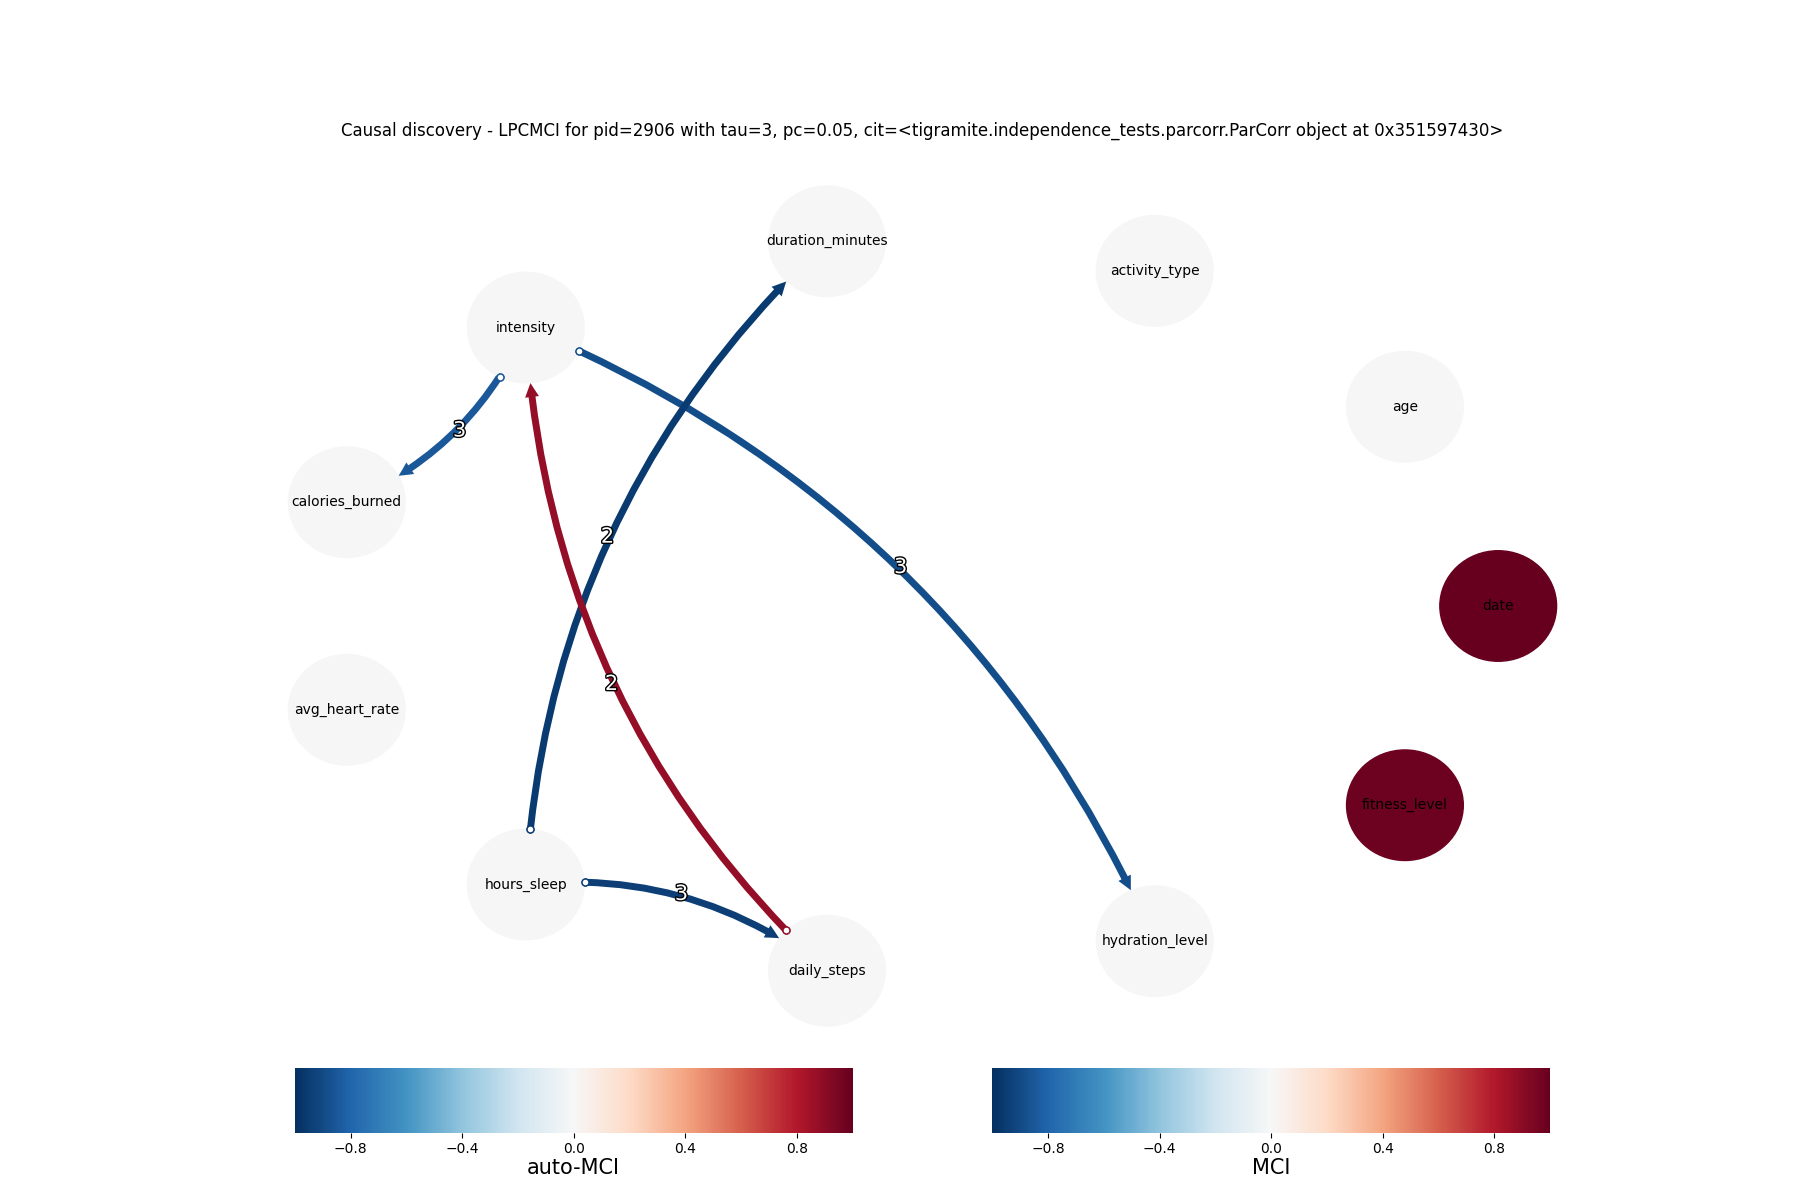 Causal discovery - LPCMCI for pid=2906 with tau=3, pc=0.05, cit=<tigramite.independence_tests.parcorr.ParCorr object at 0x351597430>
duration_minutes
activity_type
intensity
age
3
calories_burned
2
3
date
2
avg_heart_rate
fitness_level
hours_sleep
3
hydration_level
daily_steps
−0.8 −0.4 0.0 0.4 0.8
auto-MCI
−0.8 −0.4 0.0 0.4 0.8
MCI